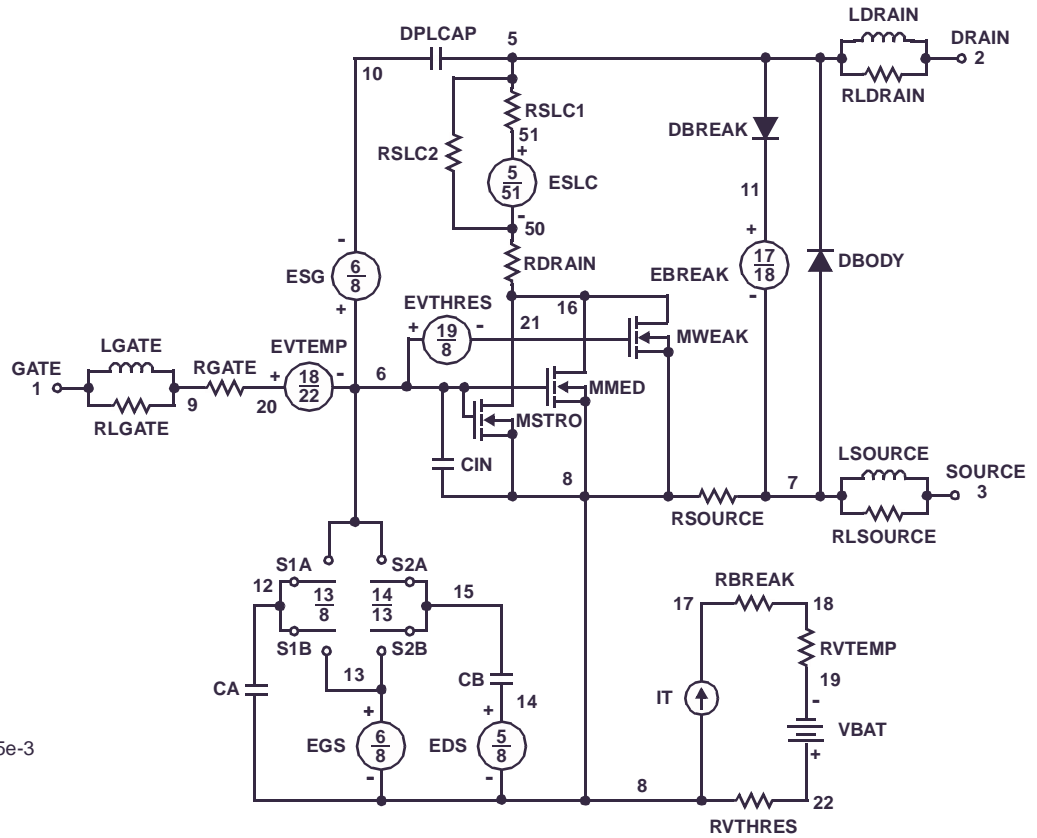 LDRAIN
DPLCAP 5 DRAIN
10 2
RSLC1 RLDRAIN
51 DBREAK
+
RSLC2
5
51
ESLC
11
-
50
- +
RDRAIN
6
8
ESG
EBREAK
17
18
DBODY
+ -
EVTHRES
16
+ 19
8
- 21
MWEAK
LGATE
GATE
1
RGATE
EVTEMP
+ 18
22
- 6
MMED
9 20
RLGATE
MSTRO
CIN
LSOURCE
8 7 SOURCE
3
RSOURCE
RLSOURCE
S1A S2A
12 13
8
14
13
15
S1B S2B
13
RBREAK
17 18
RVTEMP
CA CB
14
19
IT
-
VBAT
+
+ +
EGS 6
8
EDS 5
8
- -
5e-3
8 22
RVTHRES